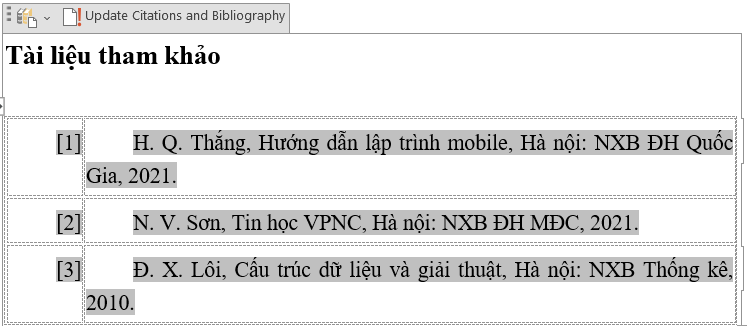 Update Citations and Bibliography
Tài liệu tham khảo
[1] H. Q. Thắng, Hướng dẫn lập trình mobile, Hà nội: NXB ĐH Quốc
Gia, 2021.
[2] N. V. Sơn, Tin học VPNC, Hà nội: NXB ĐH MĐC, 2021.
[3] Đ. X. Lôi, Cấu trúc dữ liệu và giải thuật, Hà nội: NXB Thống kê,
2010.